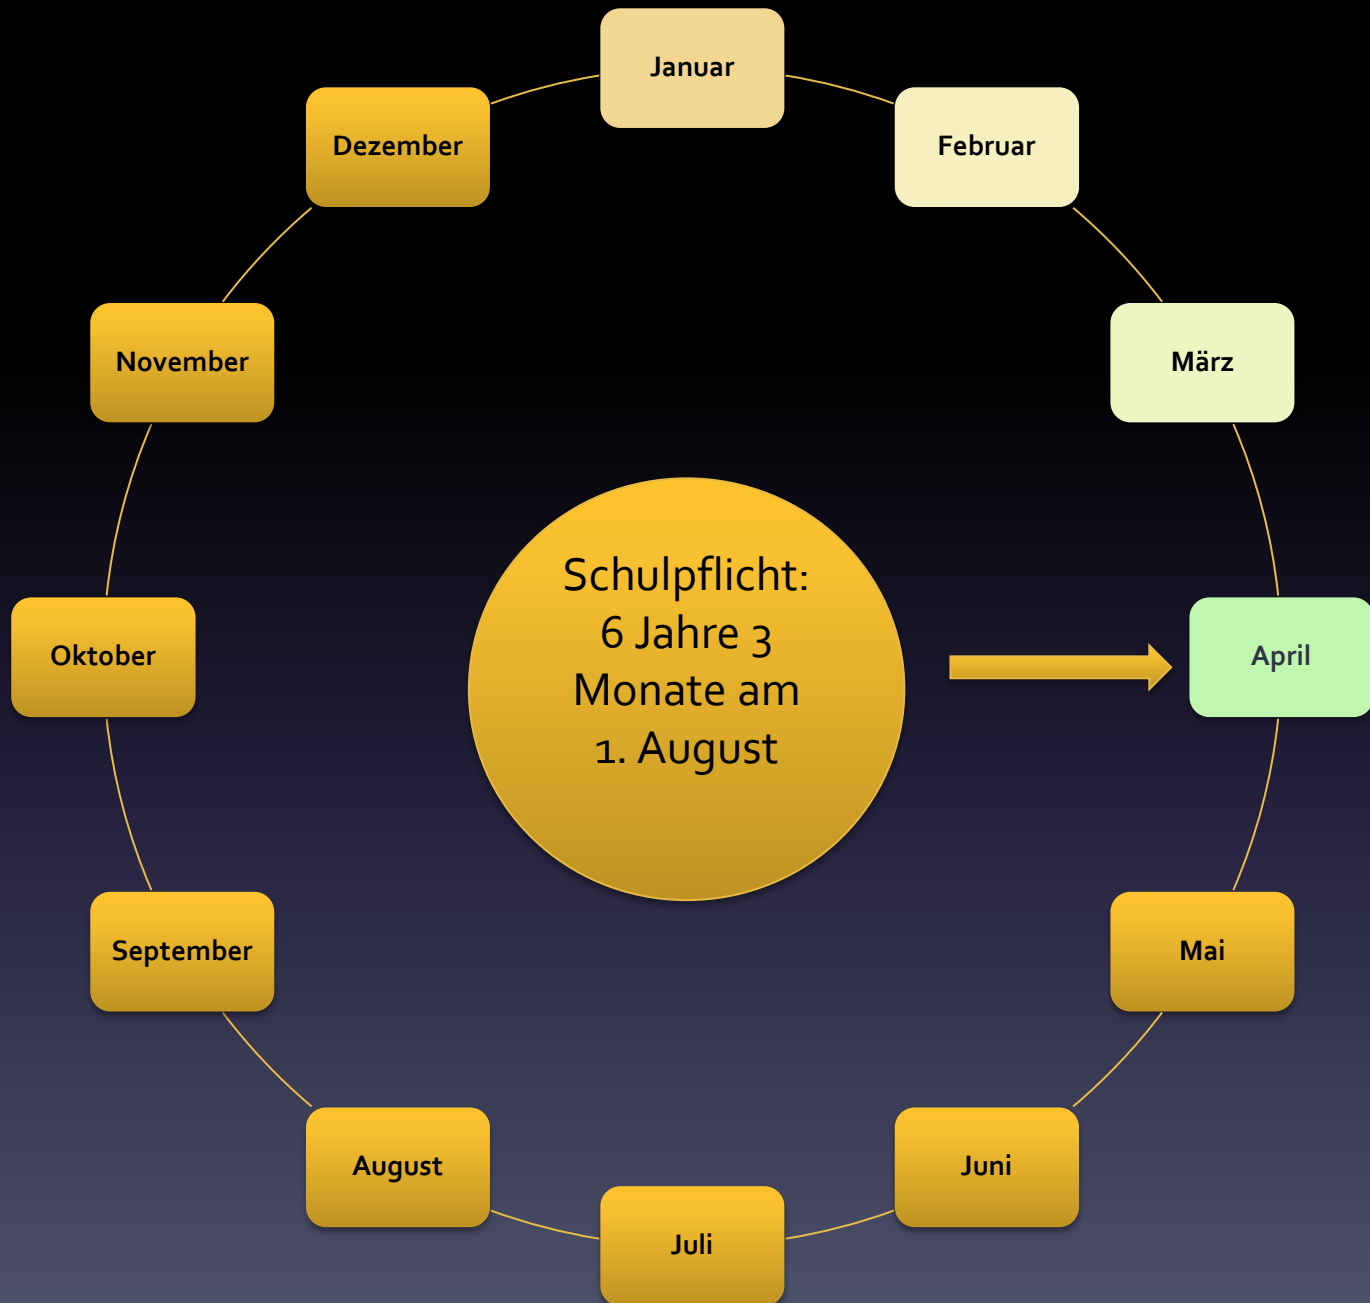 Januar
Februar
März
April
Mai
Juni
Juli
August
September
Oktober
November
Dezember
Schulpflicht:
6 Jahre 3
Monate am
1. August